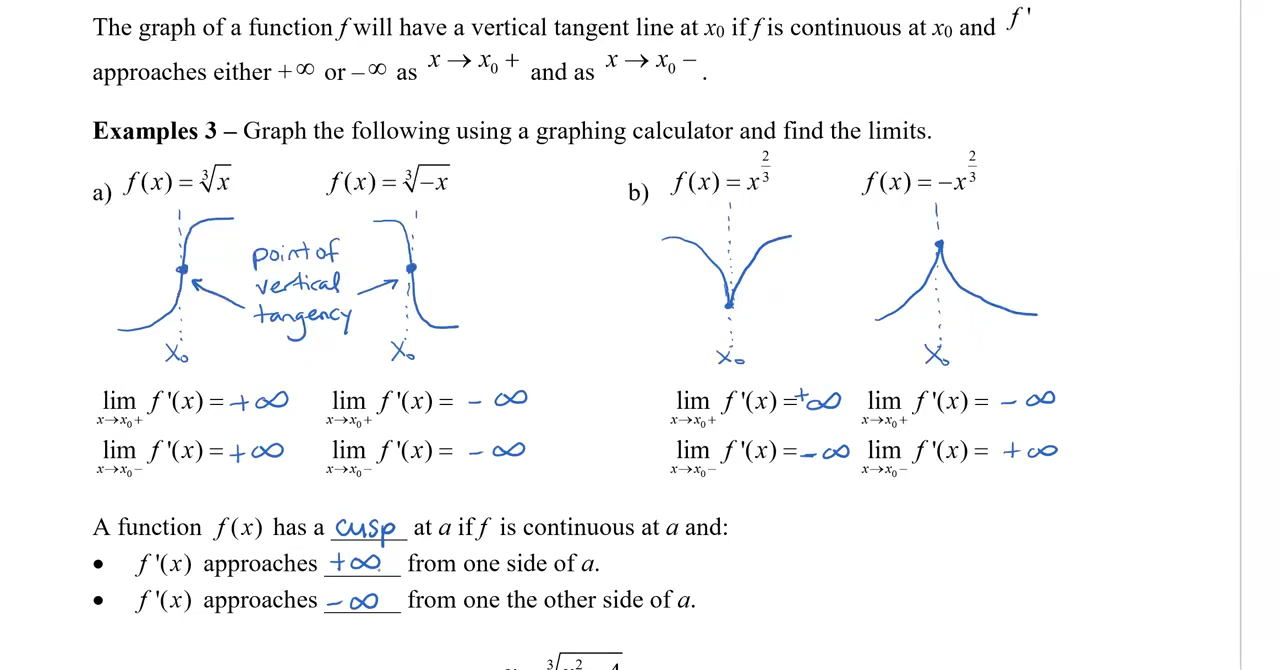 The graph of a function f will have a vertical tangent line at x₀ if f is continuous at x₀ and f '
approaches either +∞ or −∞ as x → x₀ + and as x → x₀ − .
Examples 3 – Graph the following using a graphing calculator and find the limits.
a) f(x) = ∛x f(x) = ∛−x b) f(x) = x^(2/3) f(x) = −x^(2/3)
point of
vertical
tangency
x₀ x₀ x₀ x₀
lim x→x₀+ f '(x) = +∞ lim x→x₀+ f '(x) = −∞ lim x→x₀+ f '(x) = +∞ lim x→x₀+ f '(x) = −∞
lim x→x₀− f '(x) = +∞ lim x→x₀− f '(x) = −∞ lim x→x₀− f '(x) = −∞ lim x→x₀− f '(x) = +∞
A function f(x) has a cusp at a if f is continuous at a and:
• f '(x) approaches +∞ from one side of a.
• f '(x) approaches −∞ from one the other side of a.